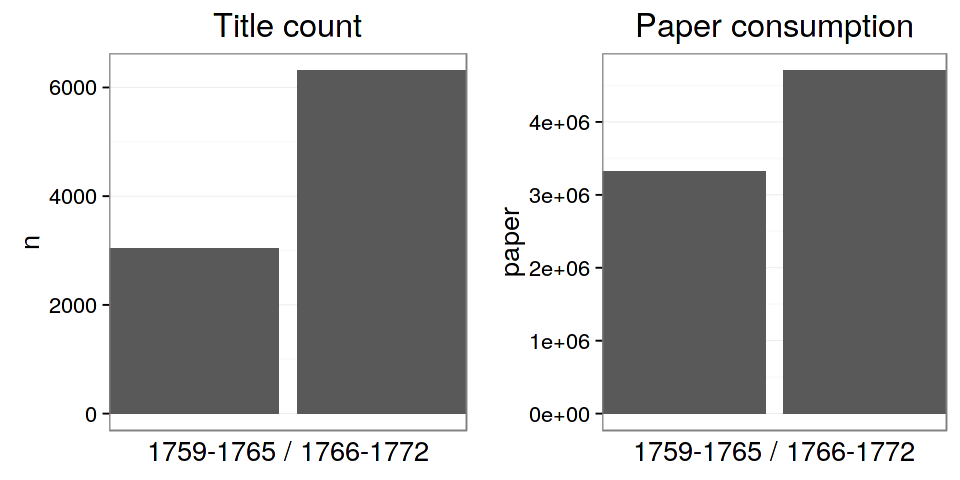 Title count
n
6000
4000
2000
0
1759-1765 / 1766-1772
Paper consumption
paper
4e+06
3e+06
2e+06
1e+06
0e+00
1759-1765 / 1766-1772